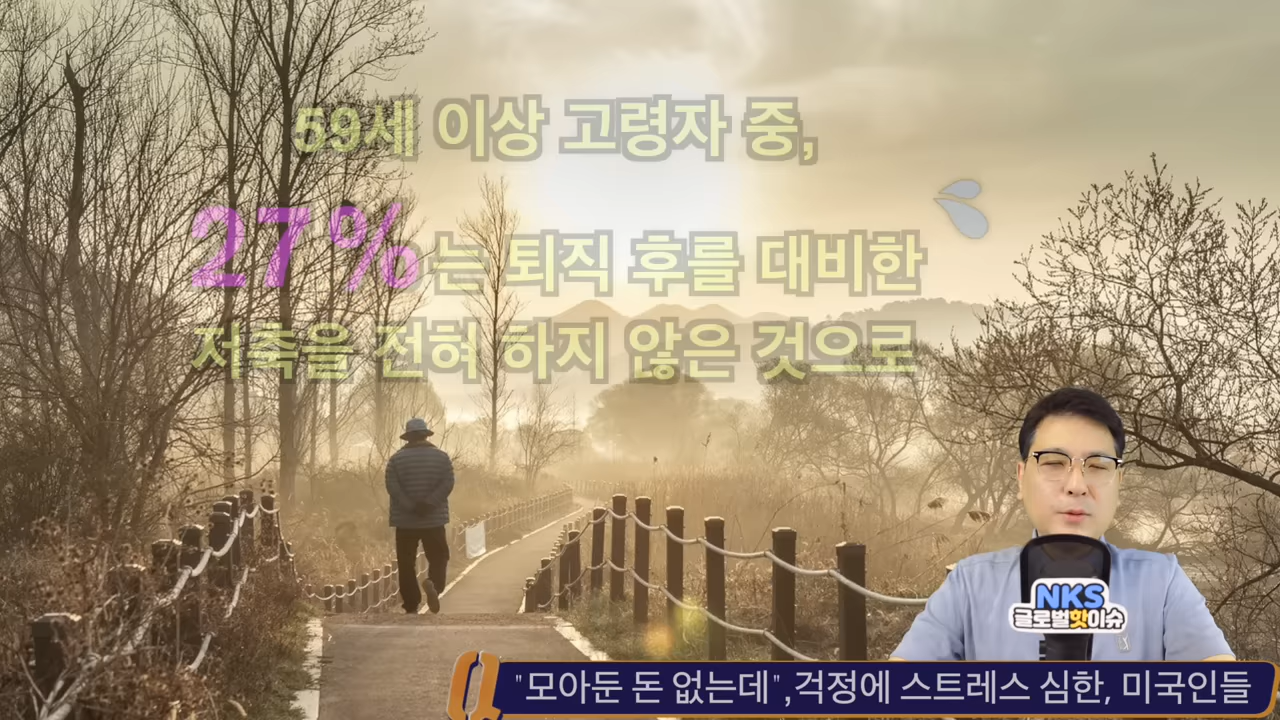 59세 이상 고령자 중,
27%는 퇴직 후를 대비한
저축을 전혀 하지 않은 것으로
NKS
글로벌핫이슈
"모아둔 돈 없는데",걱정에 스트레스 심한, 미국인들